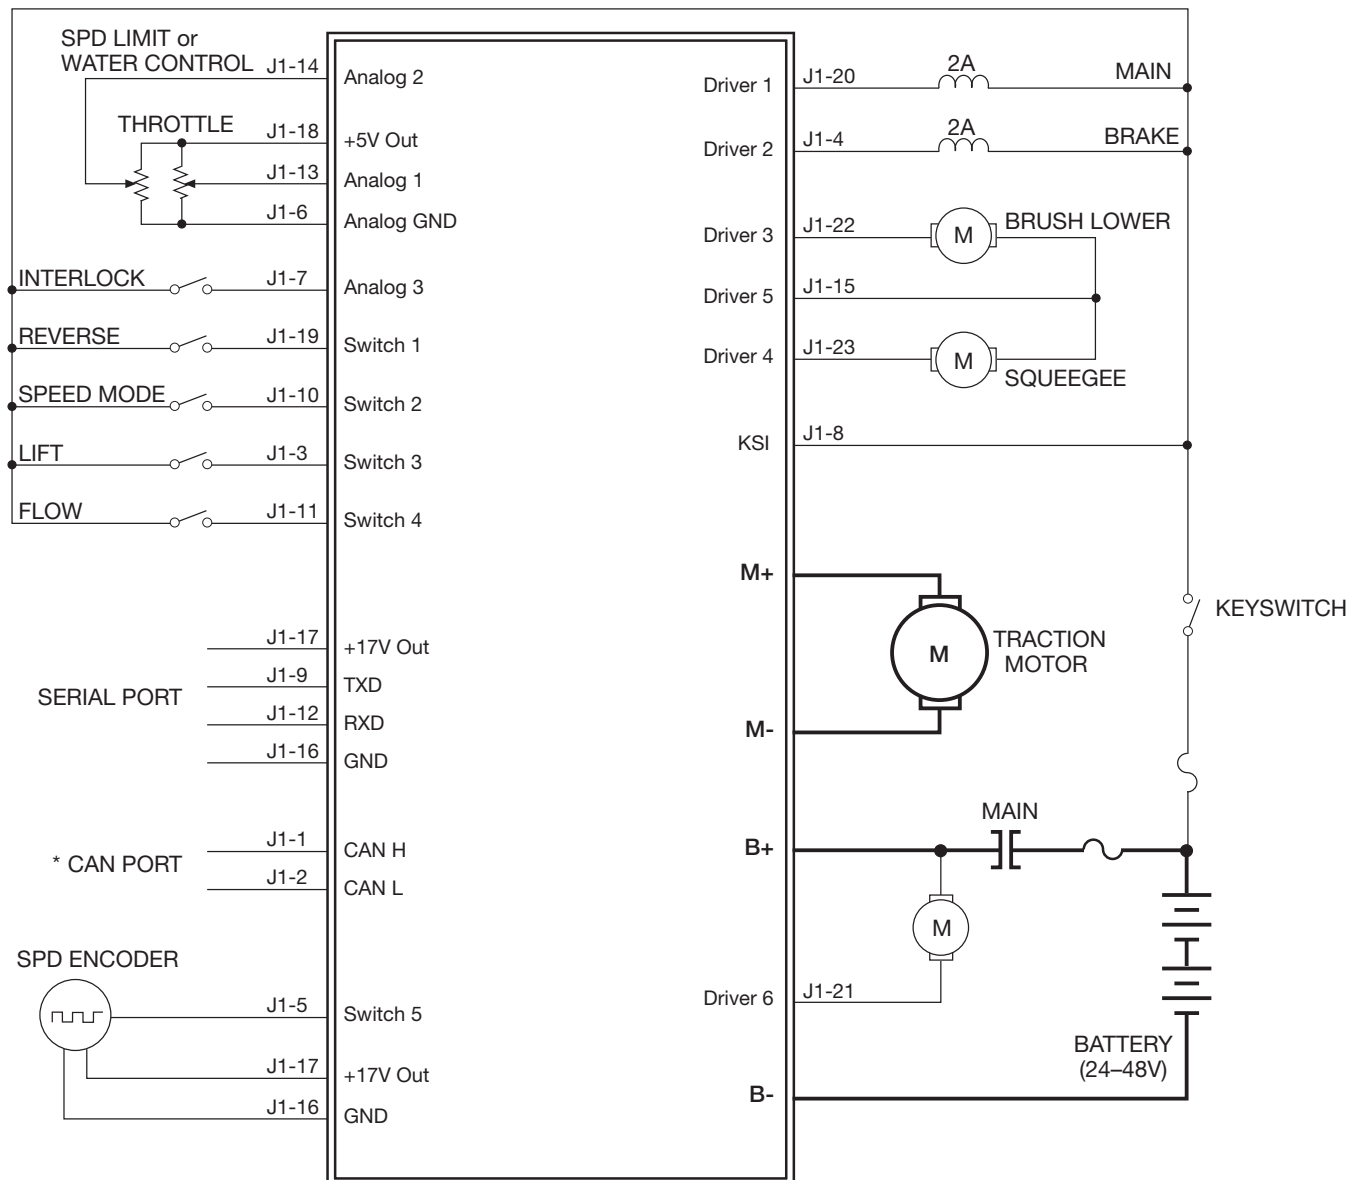 SPD LIMIT or
WATER CONTROL
J1-14
Analog 2
THROTTLE
J1-18
+5V Out
J1-13
Analog 1
J1-6
Analog GND
INTERLOCK
J1-7
Analog 3
REVERSE
J1-19
Switch 1
SPEED MODE
J1-10
Switch 2
LIFT
J1-3
Switch 3
FLOW
J1-11
Switch 4
SERIAL PORT
J1-17
+17V Out
J1-9
TXD
J1-12
RXD
J1-16
GND
* CAN PORT
J1-1
CAN H
J1-2
CAN L
SPD ENCODER
J1-5
Switch 5
J1-17
+17V Out
J1-16
GND
Driver 1
J1-20
2A
MAIN
Driver 2
J1-4
2A
BRAKE
Driver 3
J1-22
M
BRUSH LOWER
Driver 5
J1-15
Driver 4
J1-23
M
SQUEEGEE
KSI
J1-8
KEYSWITCH
M+
M
TRACTION
MOTOR
M-
MAIN
B+
M
Driver 6
J1-21
BATTERY
(24–48V)
B-